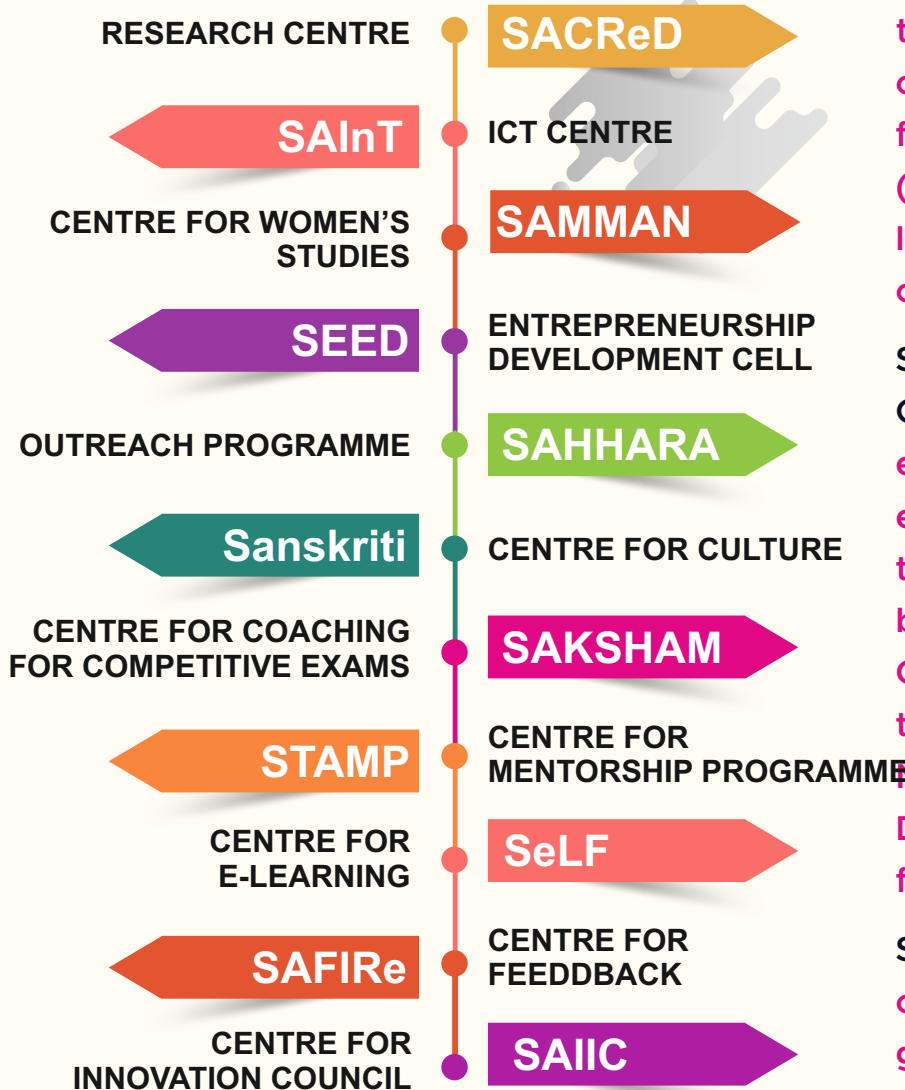 RESEARCH CENTRE
SACReD
SAInT
ICT CENTRE
CENTRE FOR WOMEN'S
STUDIES
SAMMAN
SEED
ENTREPRENEURSHIP
DEVELOPMENT CELL
OUTREACH PROGRAMME
SAHHARA
Sanskriti
CENTRE FOR CULTURE
CENTRE FOR COACHING
FOR COMPETITIVE EXAMS
SAKSHAM
STAMP
CENTRE FOR
MENTORSHIP PROGRAMME
CENTRE FOR
E-LEARNING
SeLF
SAFIRe
CENTRE FOR
FEEDDBACK
CENTRE FOR
INNOVATION COUNCIL
SAIIC